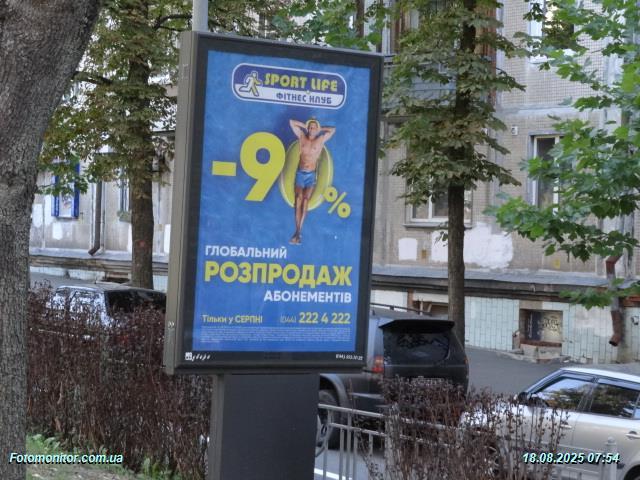 SPORT LIFE
ФІТНЕС КЛУБ
-90%
ГЛОБАЛЬНИЙ
РОЗПРОДАЖ
АБОНЕМЕНТІВ
Тільки у СЕРПНІ (044) 222 4 222
Fotomonitor.com.ua
18.08.2025 07:54